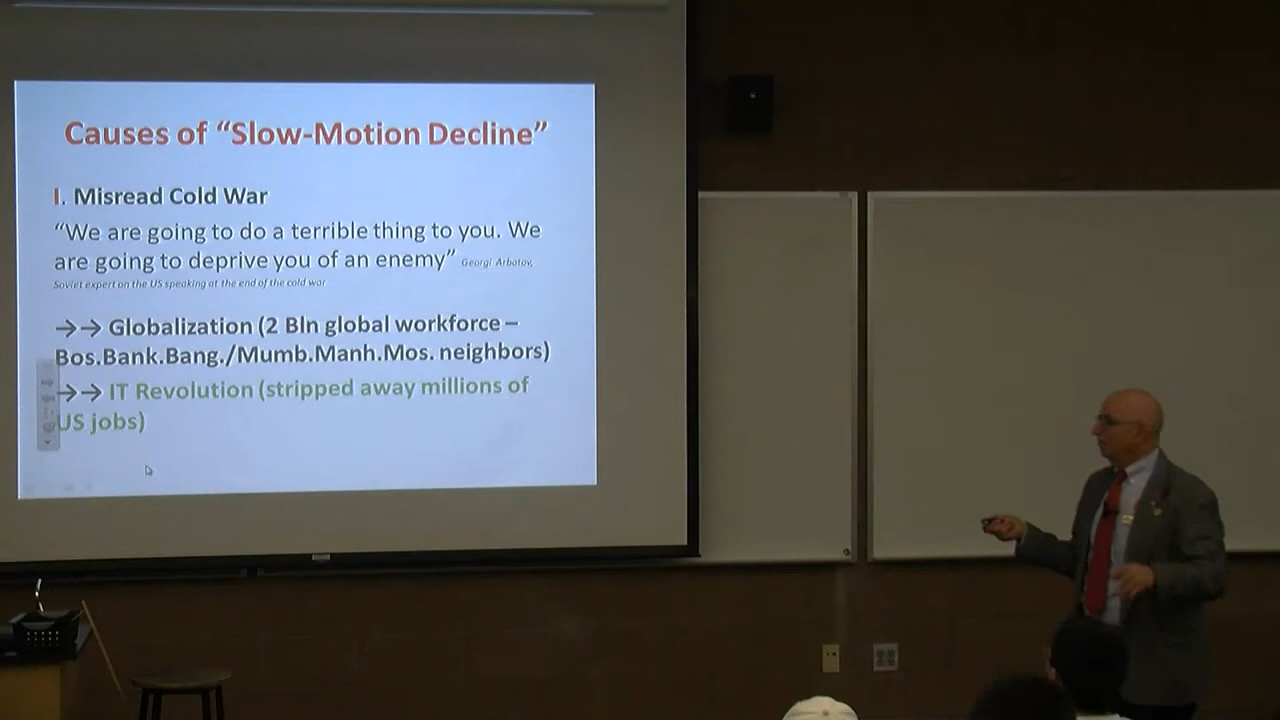 Causes of “Slow-Motion Decline”
I. Misread Cold War
“We are going to do a terrible thing to you. We
are going to deprive you of an enemy” Georgi Arbatov,
Soviet expert on the US speaking at the end of the cold war
→→ Globalization (2 Bln global workforce –
Bos.Bank.Bang./Mumb.Manh.Mos. neighbors)
→→ IT Revolution (stripped away millions of
US jobs)